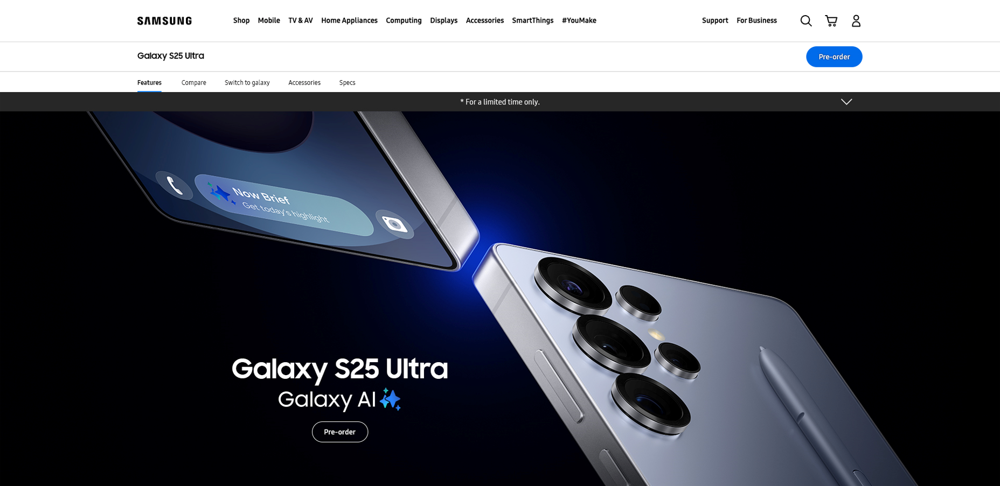 SAMSUNG
Shop Mobile TV & AV Home Appliances Computing Displays Accessories SmartThings #YouMake Support For Business
Galaxy S25 Ultra
Pre-order
Features Compare Switch to galaxy Accessories Specs
* For a limited time only.
Now Brief
Get today's highlight
Galaxy S25 Ultra
Galaxy AI
Pre-order